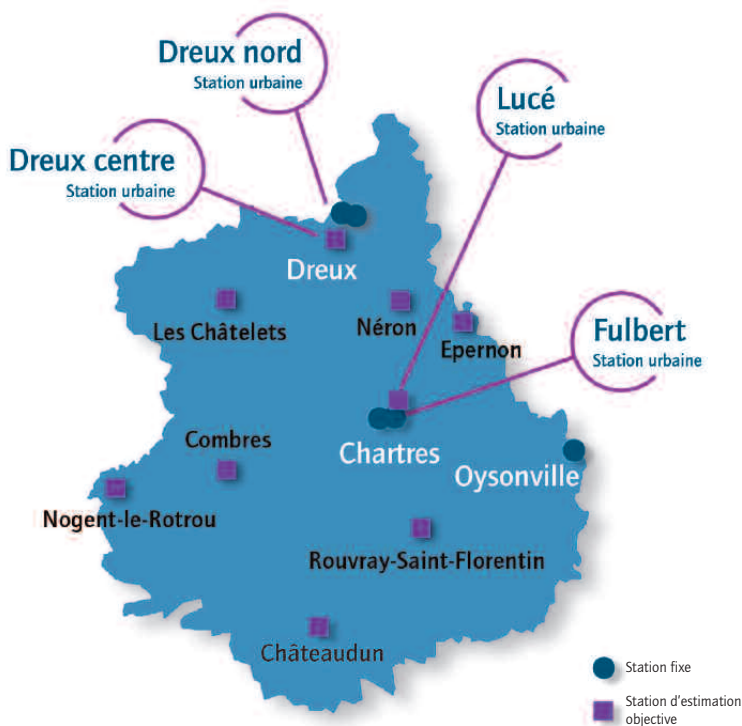 Dreux nord
Station urbaine
Lucé
Station urbaine
Dreux centre
Station urbaine
Dreux
Les Châtelets
Néron
Epernon
Fulbert
Station urbaine
Combres
Chartres
Oysonville
Nogent-le-Rotrou
Rouvray-Saint-Florentin
Châteaudun
Station fixe
Station d'estimation
objective